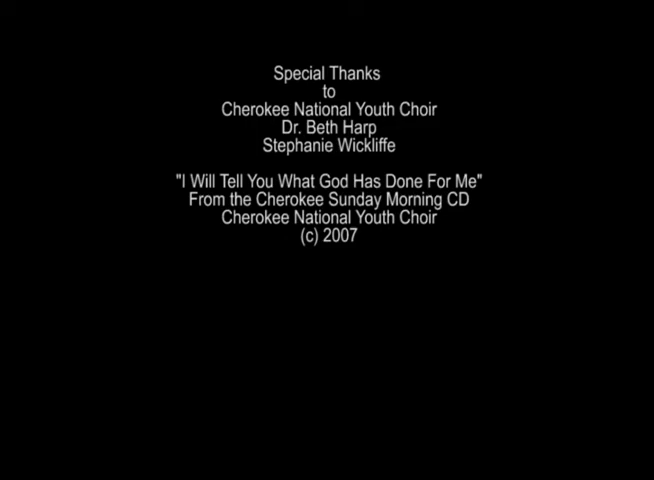 Special Thanks
to
Cherokee National Youth Choir
Dr. Beth Harp
Stephanie Wickliffe
"I Will Tell You What God Has Done For Me"
From the Cherokee Sunday Morning CD
Cherokee National Youth Choir
(c) 2007